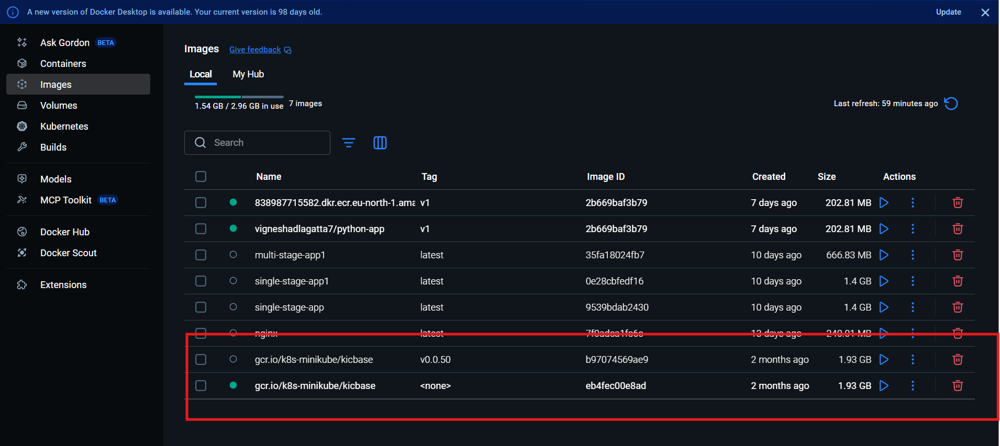 A new version of Docker Desktop is available. Your current version is 98 days old.
Update
Ask Gordon BETA
Containers
Images
Volumes
Kubernetes
Builds
Models
MCP Toolkit BETA
Docker Hub
Docker Scout
Extensions
Images Give feedback
Local My Hub
1.54 GB / 2.96 GB in use 7 images
Last refresh: 59 minutes ago
Search
Name Tag Image ID Created Size Actions
838987715582.dkr.ecr.eu-north-1.ama v1 2b669baf3b79 7 days ago 202.81 MB
vigneshadlagatta7/python-app v1 2b669baf3b79 7 days ago 202.81 MB
multi-stage-app1 latest 35fa18024fb7 10 days ago 666.83 MB
single-stage-app1 latest 0e28cbfedf16 10 days ago 1.4 GB
single-stage-app latest 9539bdab2430 10 days ago 1.4 GB
nginx latest 13 days ago MB
gcr.io/k8s-minikube/kicbase v0.0.50 b97074569ae9 2 months ago 1.93 GB
gcr.io/k8s-minikube/kicbase <none> eb4fec00e8ad 2 months ago 1.93 GB